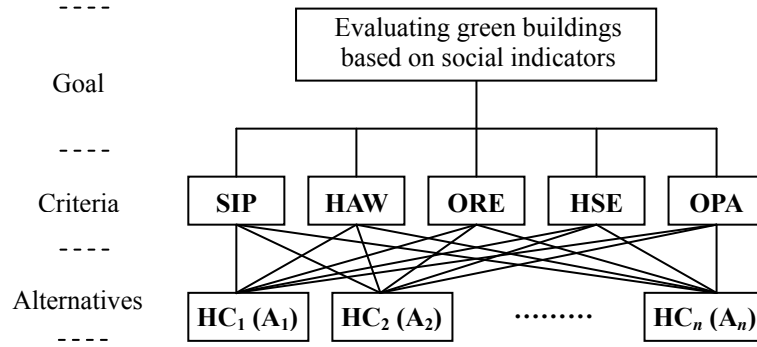 Evaluating green buildings
based on social indicators
Goal
Criteria
SIP
HAW
ORE
HSE
OPA
Alternatives
HC₁ (A₁)
HC₂ (A₂)
.........
HCₙ (Aₙ)